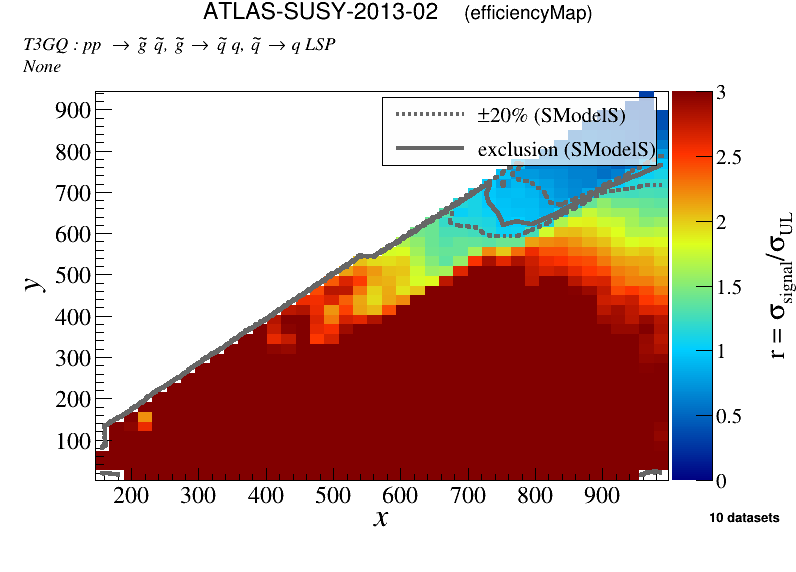 ATLAS-SUSY-2013-02 (efficiencyMap)
T3GQ : pp → g̃ q̃, g̃ → q̃ q, q̃ → q LSP
None
±20% (SModelS)
exclusion (SModelS)
900
800
700
600
500
400
300
200
100
y
200 300 400 500 600 700 800 900
x
3
2.5
2
1.5
1
0.5
0
r = σsignal/σUL
10 datasets